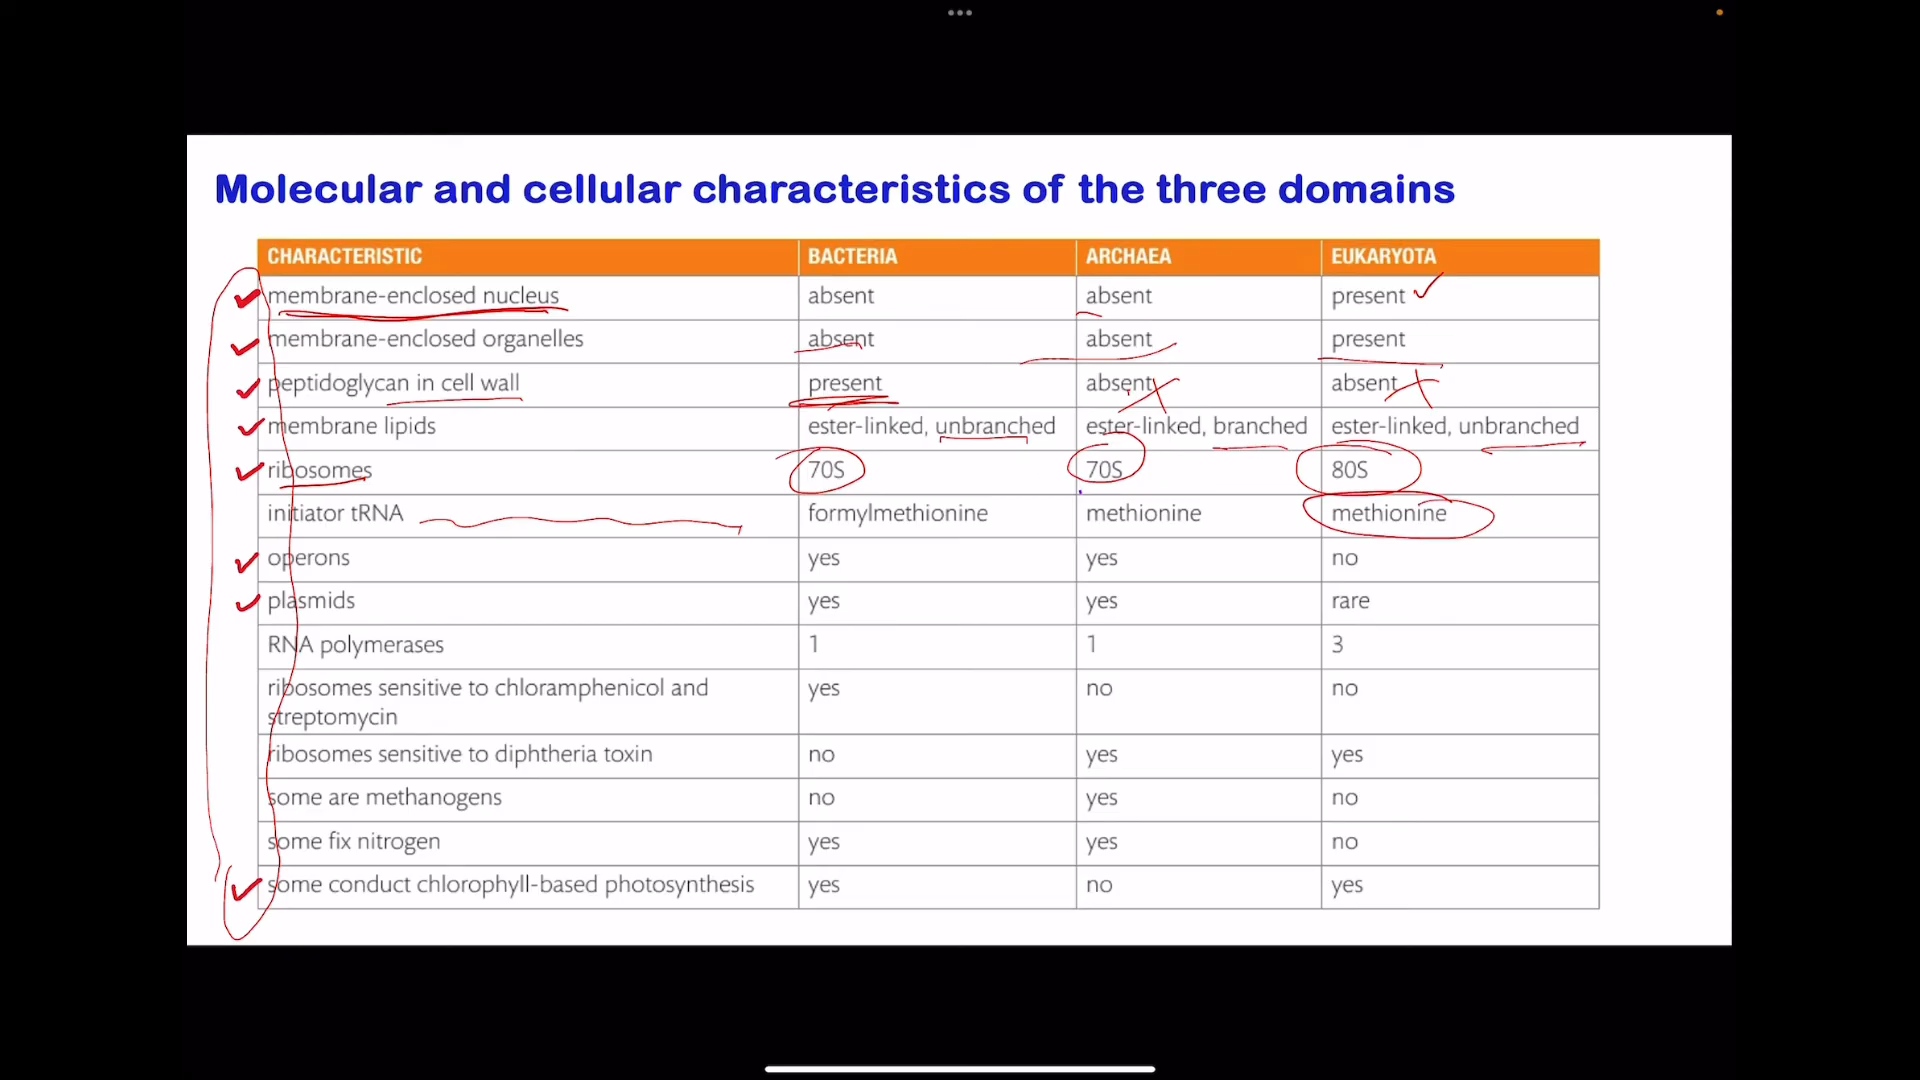 Molecular and cellular characteristics of the three domains
CHARACTERISTIC BACTERIA ARCHAEA EUKARYOTA
membrane-enclosed nucleus absent absent present
membrane-enclosed organelles absent absent present
peptidoglycan in cell wall present absent absent
membrane lipids ester-linked, unbranched ester-linked, branched ester-linked, unbranched
ribosomes 70S 70S 80S
initiator tRNA formylmethionine methionine methionine
operons yes yes no
plasmids yes yes rare
RNA polymerases 1 1 3
ribosomes sensitive to chloramphenicol and yes no no
streptomycin
ribosomes sensitive to diphtheria toxin no yes yes
some are methanogens no yes no
some fix nitrogen yes yes no
some conduct chlorophyll-based photosynthesis yes no yes